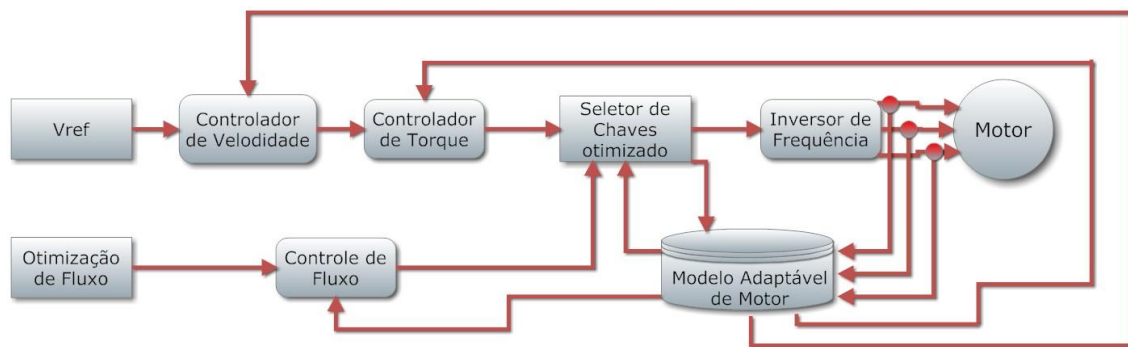 Vref
Controlador
de Velodidade
Controlador
de Torque
Seletor de
Chaves
otimizado
Inversor de
Frequência
Motor
Otimização
de Fluxo
Controle de
Fluxo
Modelo Adaptável
de Motor